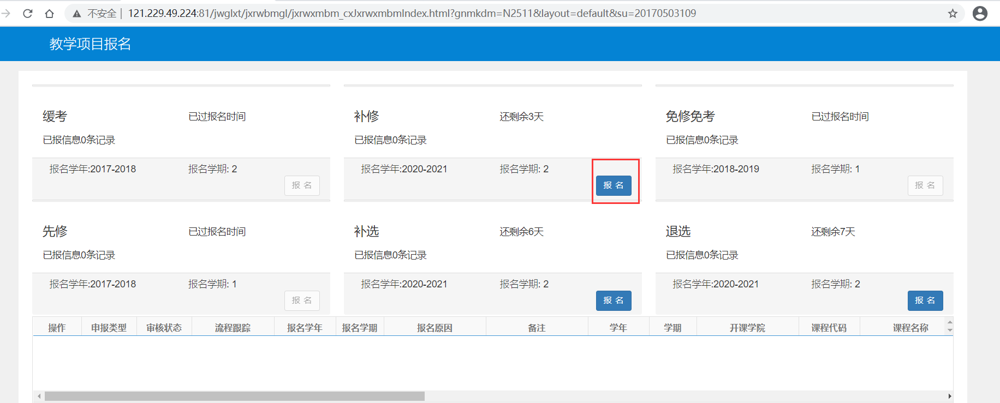 不安全 | 121.229.49.224:81/jwglxt/jxrwbmgl/jxrwxmbm_cxJxrwxmbmIndex.html?gnmkdm=N2511&layout=default&su=20170503109
教学项目报名
缓考 已过报名时间
已报信息0条记录
报名学年:2017-2018 报名学期: 2
报 名
补修 还剩余3天
已报信息0条记录
报名学年:2020-2021 报名学期: 2
报 名
免修免考 已过报名时间
已报信息0条记录
报名学年:2018-2019 报名学期: 1
报 名
先修 已过报名时间
已报信息0条记录
报名学年:2017-2018 报名学期: 1
报 名
补选 还剩余6天
已报信息0条记录
报名学年:2020-2021 报名学期: 2
报 名
退选 还剩余7天
已报信息0条记录
报名学年:2020-2021 报名学期: 2
报 名
操作 申报类型 审核状态 流程跟踪 报名学年 报名学期 报名原因 备注 学年 学期 开课学院 课程代码 课程名称